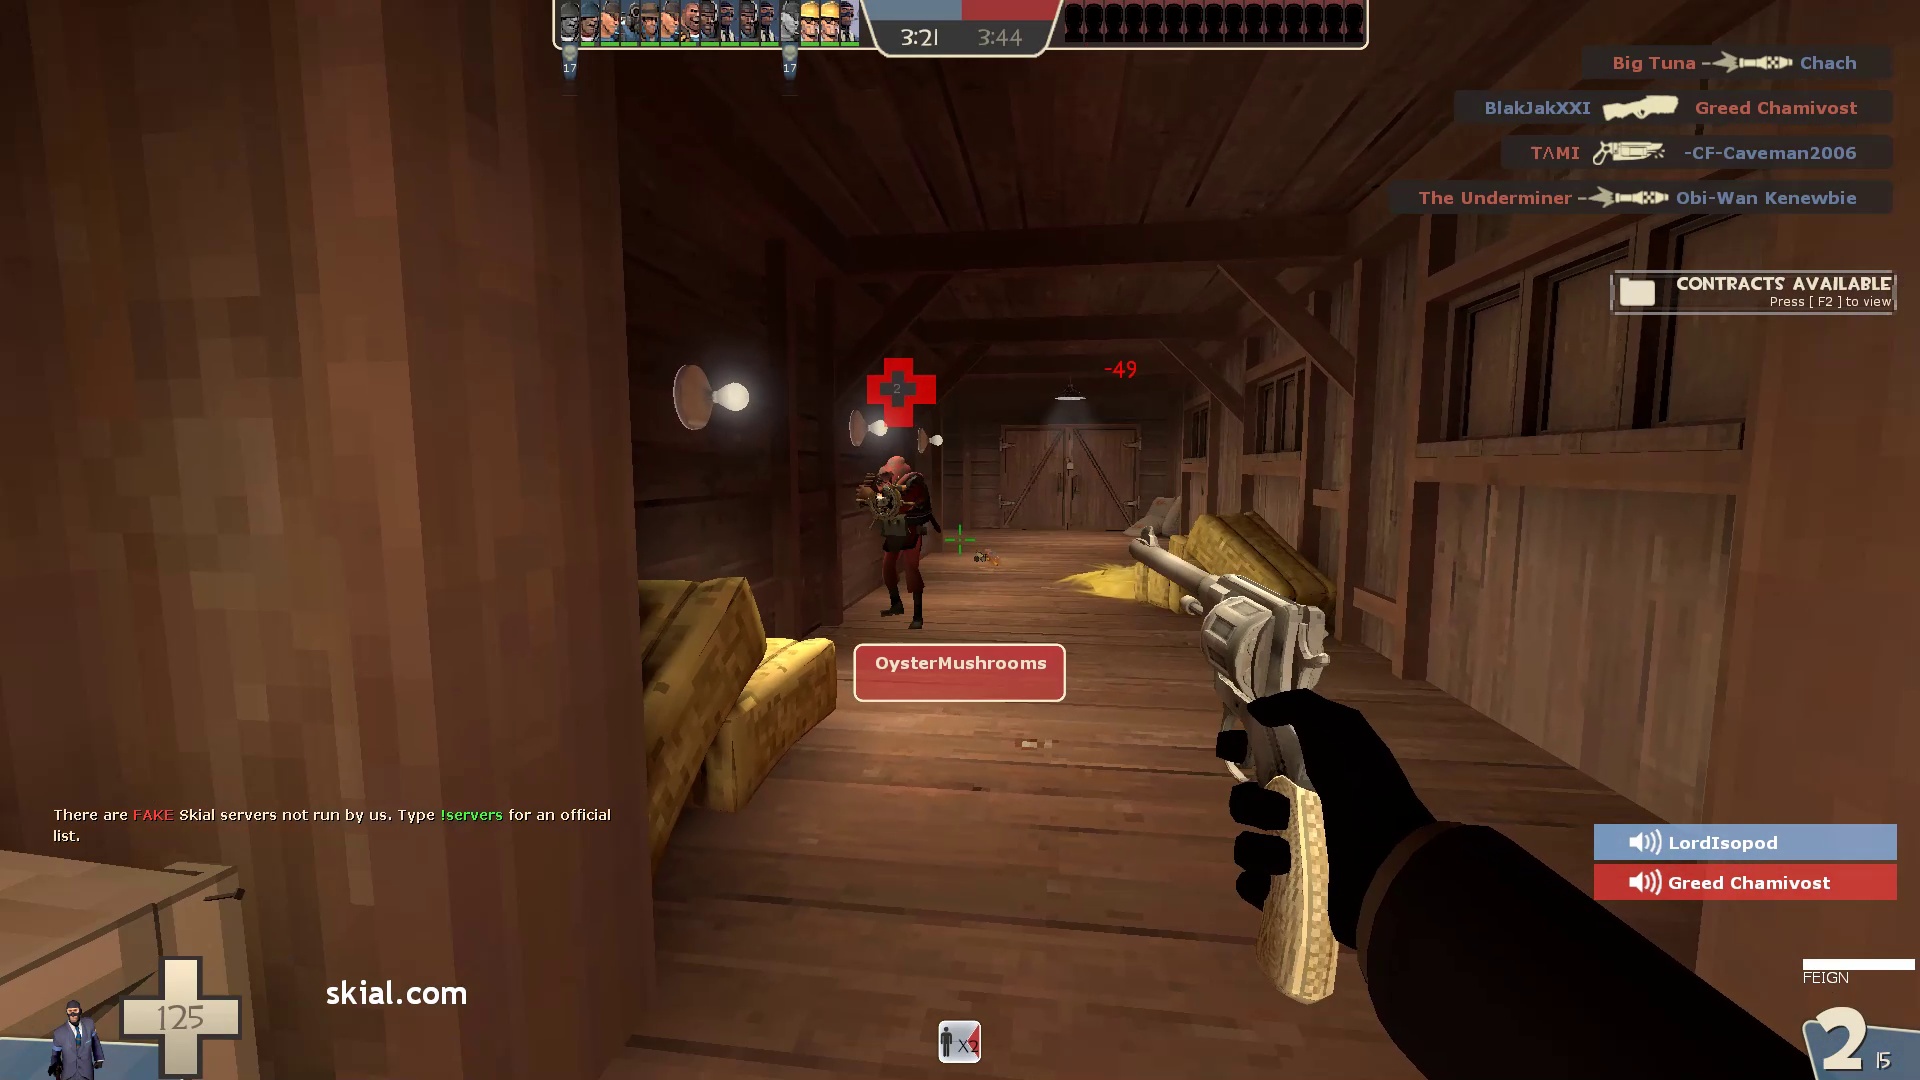 3:21 3:44
17 17
Big Tuna Chach
BlakJakXXI Greed Chamivost
TΛMI -CF-Caveman2006
The Underminer Obi-Wan Kenewbie
CONTRACTS AVAILABLE
Press [ F2 ] to view
-49
2
OysterMushrooms
There are FAKE Skial servers not run by us. Type !servers for an official
list.
LordIsopod
Greed Chamivost
skial.com
FEIGN
125
X2
2 15